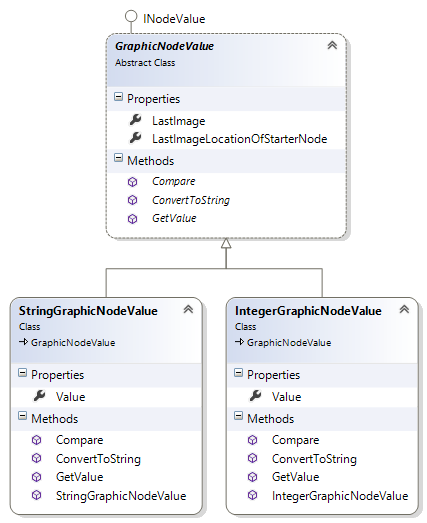 INodeValue
GraphicNodeValue
Abstract Class
Properties
LastImage
LastImageLocationOfStarterNode
Methods
Compare
ConvertToString
GetValue
StringGraphicNodeValue
Class
GraphicNodeValue
Properties
Value
Methods
Compare
ConvertToString
GetValue
StringGraphicNodeValue
IntegerGraphicNodeValue
Class
GraphicNodeValue
Properties
Value
Methods
Compare
ConvertToString
GetValue
IntegerGraphicNodeValue